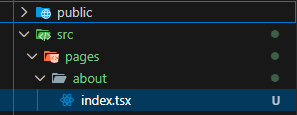 public
src
pages
about
index.tsx U